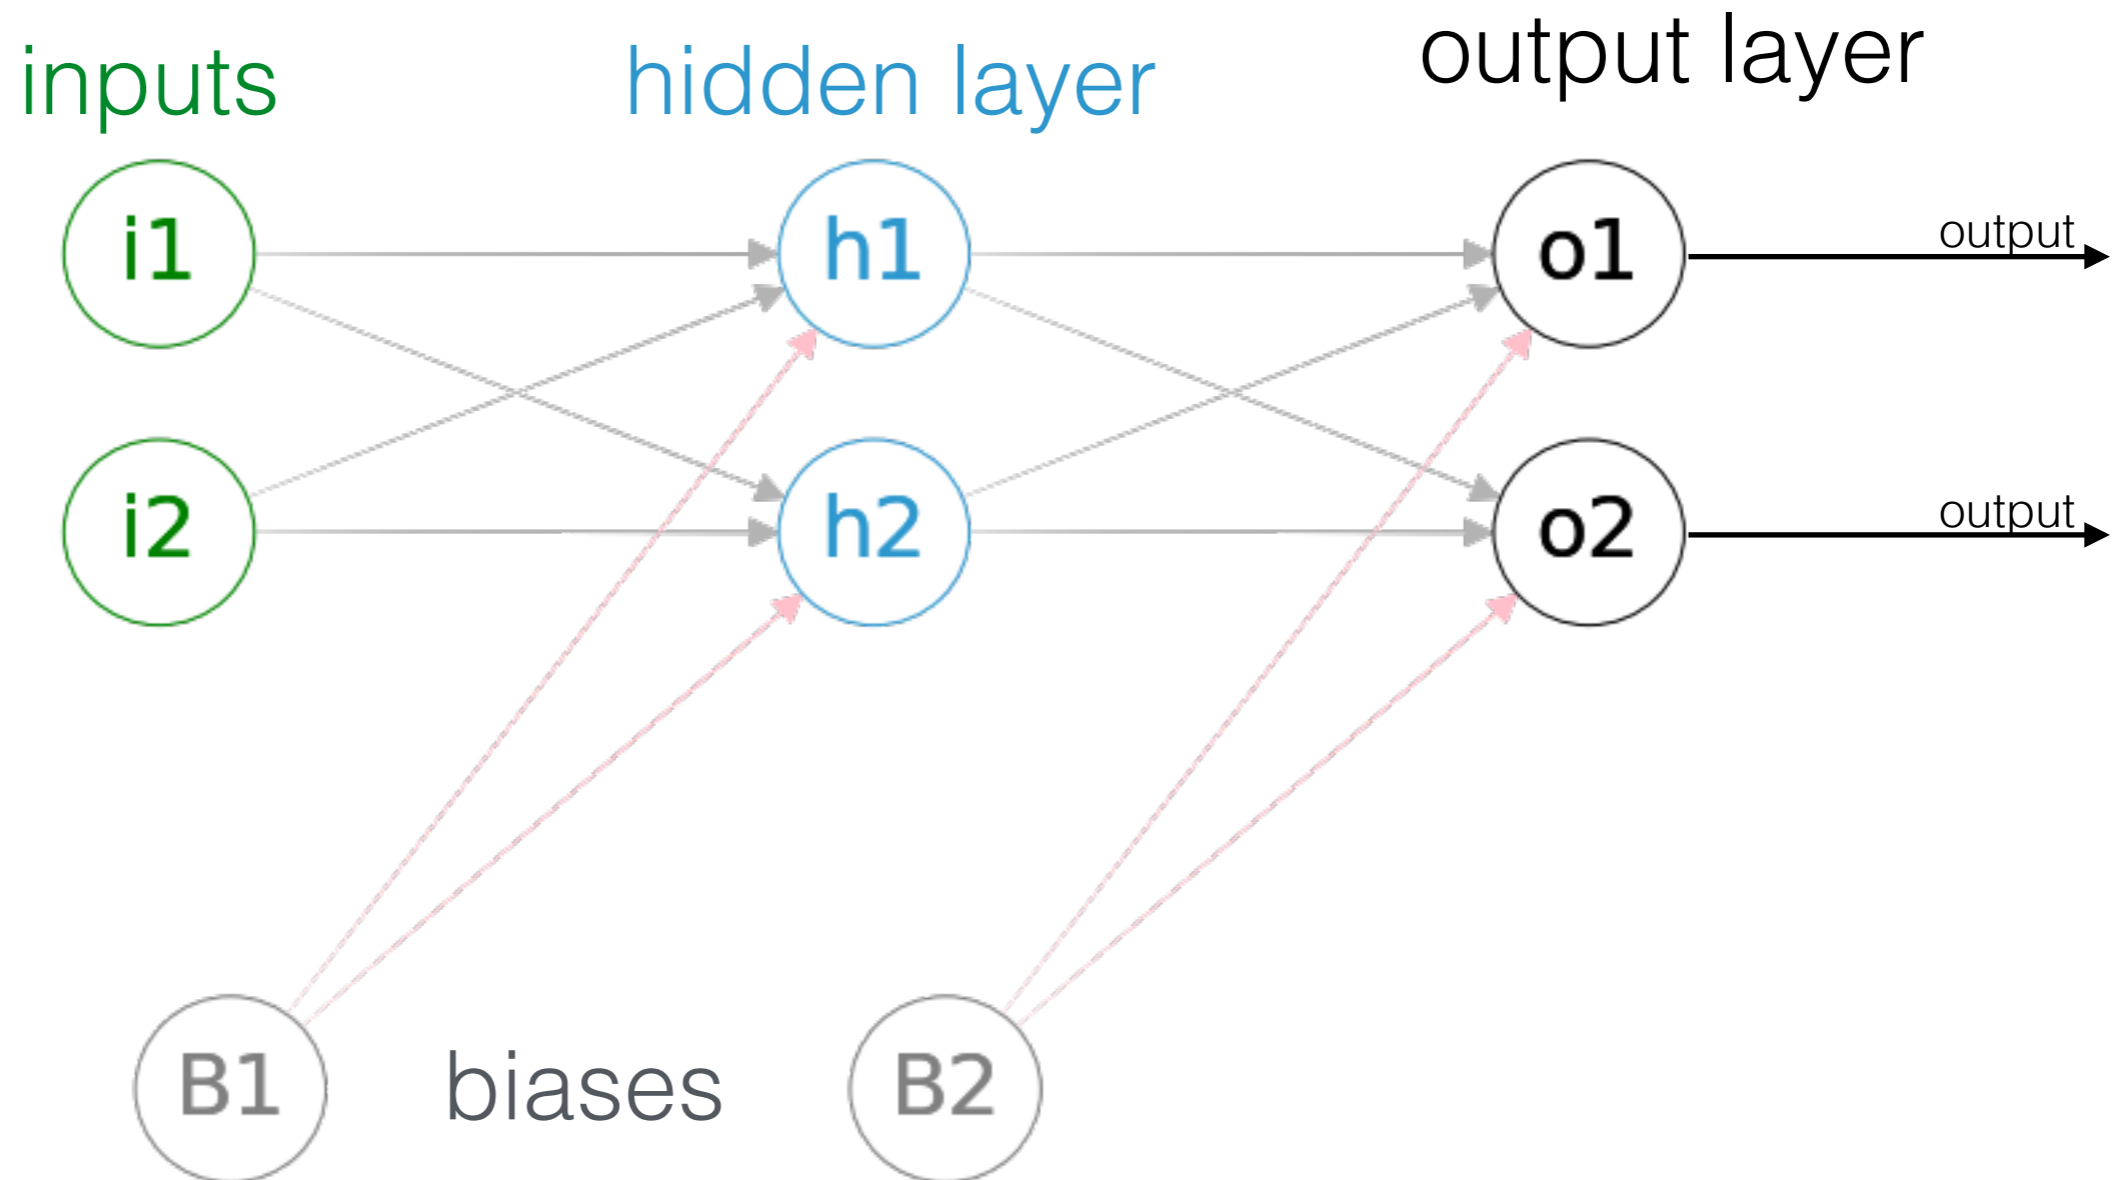 inputs
hidden layer
output layer
i1
h1
o1
output
i2
h2
o2
output
B1
biases
B2